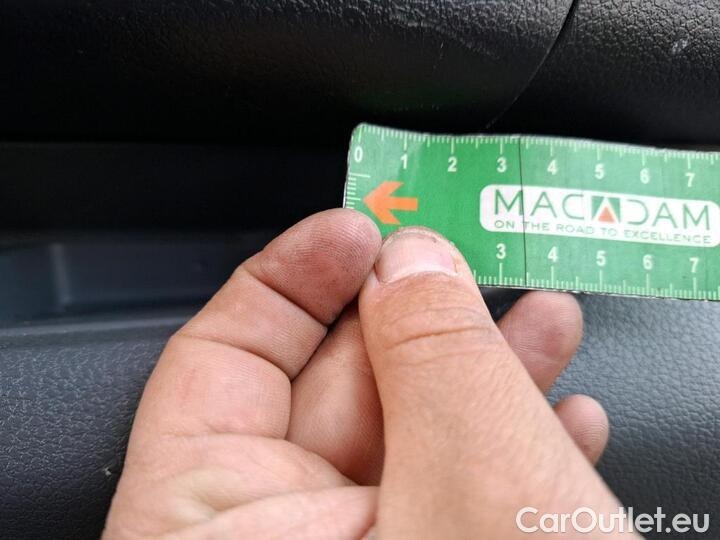 0 1 2 3 4 5 6 7
MACADAM
ON THE ROAD TO EXCELLENCE
3 4 5 6 7
CarOutlet.eu